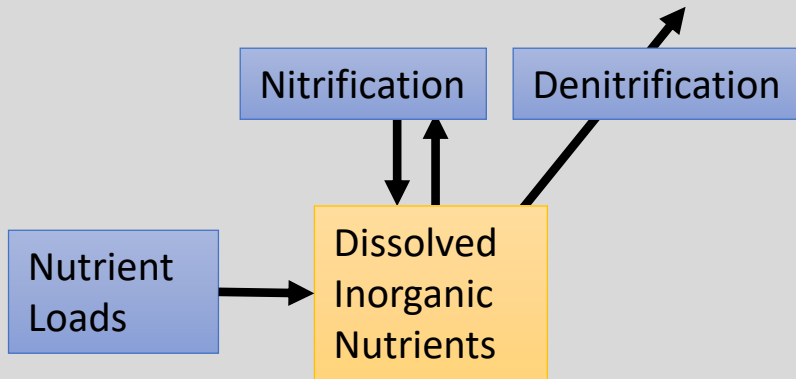 Nitrification
Denitrification
Nutrient
Loads
Dissolved
Inorganic
Nutrients